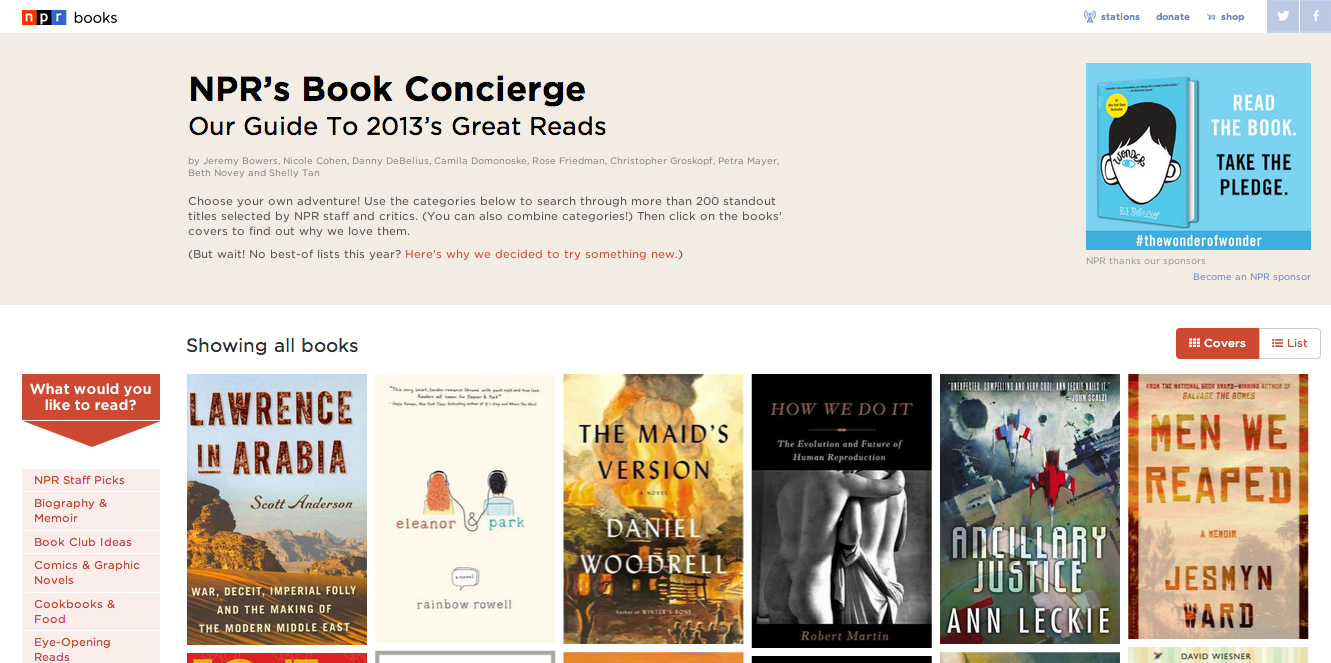 npr books
stations donate shop
NPR's Book Concierge
Our Guide To 2013's Great Reads
by Jeremy Bowers, Nicole Cohen, Danny DeBelius, Camila Domonoske, Rose Friedman, Christopher Groskopf, Petra Mayer,
Beth Novey and Shelly Tan
Choose your own adventure! Use the categories below to search through more than 200 standout
titles selected by NPR staff and critics. (You can also combine categories!) Then click on the books'
covers to find out why we love them.
(But wait! No best-of lists this year? Here's why we decided to try something new.)
wonder
READ
THE BOOK.
TAKE THE
PLEDGE.
#thewonderofwonder
NPR thanks our sponsors
Become an NPR sponsor
Showing all books
Covers
List
What would you
like to read?
NPR Staff Picks
Biography &
Memoir
Book Club Ideas
Comics & Graphic
Novels
Cookbooks &
Food
Eye-Opening
Reads
LAWRENCE
IN ARABIA
Scott Anderson
WAR, DECEIT, IMPERIAL FOLLY
AND THE MAKING OF
THE MODERN MIDDLE EAST
eleanor & park
a novel
rainbow rowell
THE MAID'S
VERSION
A NOVEL
DANIEL
WOODRELL
Author of WINTER'S BONE
HOW WE DO IT
The Evolution and Future of
Human Reproduction
Robert Martin
"UNEXPECTED, COMPELLING AND VERY COOL. ANN LECKIE NAILS IT."
—JOHN SCALZI
ANCILLARY
JUSTICE
ANN LECKIE
FROM THE NATIONAL BOOK AWARD–WINNING AUTHOR OF
SALVAGE THE BONES
MEN WE
REAPED
A MEMOIR
JESMYN
WARD
DAVID WIESNER